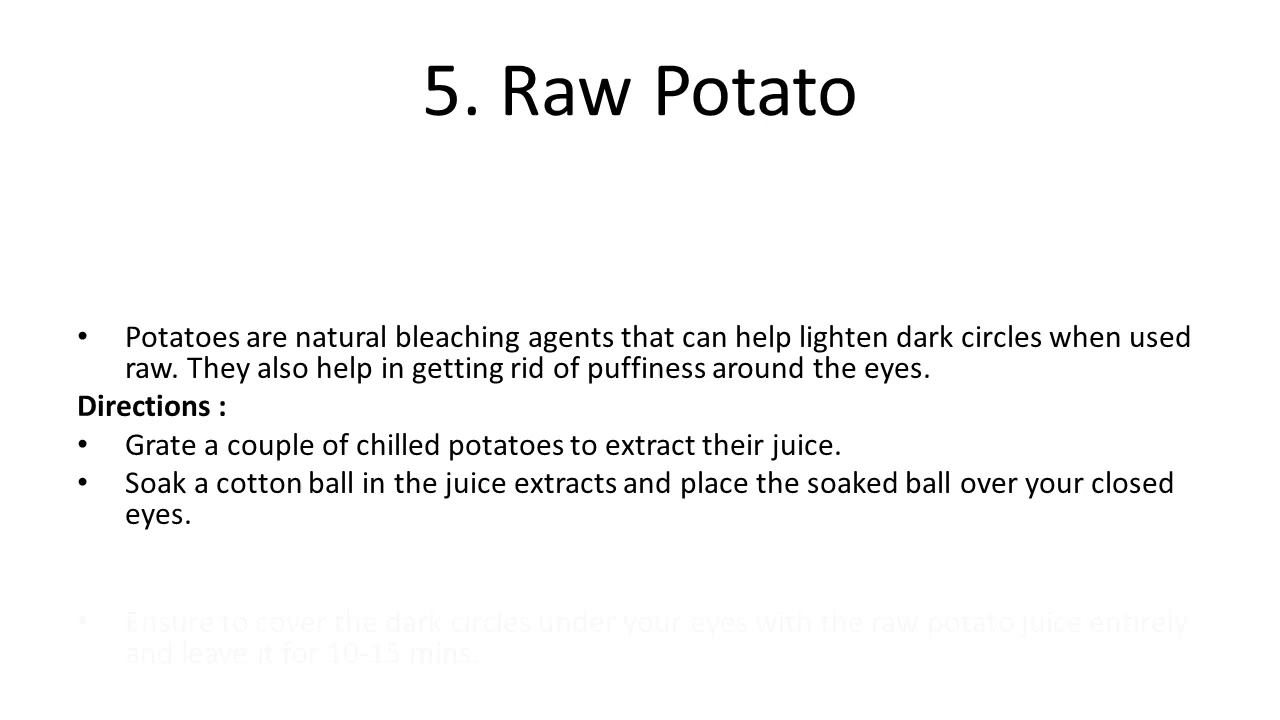 5. Raw Potato
• Potatoes are natural bleaching agents that can help lighten dark circles when used
raw. They also help in getting rid of puffiness around the eyes.
Directions :
• Grate a couple of chilled potatoes to extract their juice.
• Soak a cotton ball in the juice extracts and place the soaked ball over your closed
eyes.
• Ensure to cover the dark circles under your eyes with the raw potato juice entirely
and leave it for 10-15 mins.